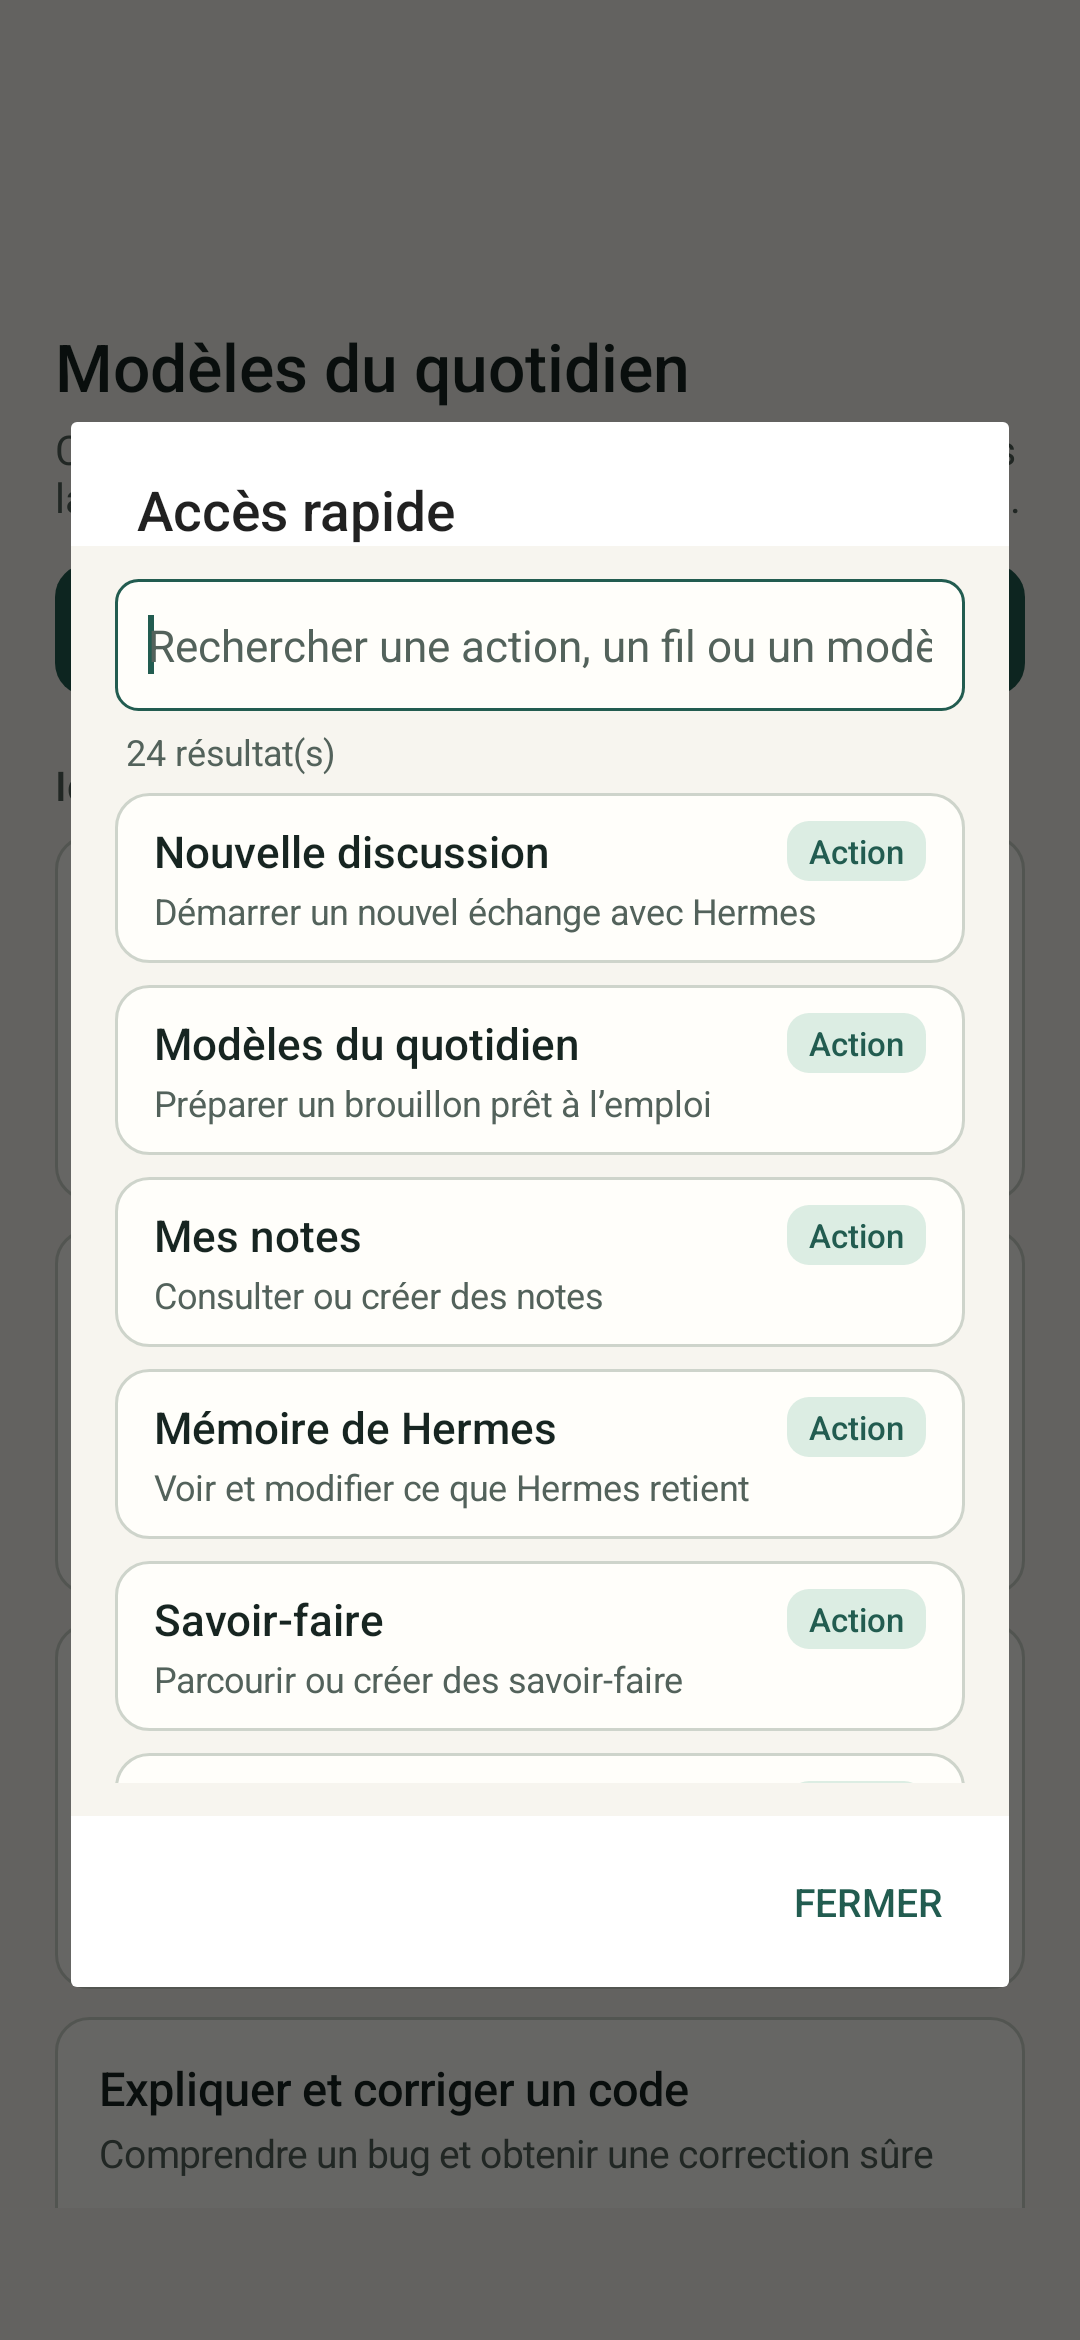 Modèles du quotidien
Accès rapide
Rechercher une action, un fil ou un modè
24 résultat(s)
Nouvelle discussion
Action
Démarrer un nouvel échange avec Hermes
Modèles du quotidien
Action
Préparer un brouillon prêt à l’emploi
Mes notes
Action
Consulter ou créer des notes
Mémoire de Hermes
Action
Voir et modifier ce que Hermes retient
Savoir-faire
Action
Parcourir ou créer des savoir-faire
FERMER
Expliquer et corriger un code
Comprendre un bug et obtenir une correction sûre